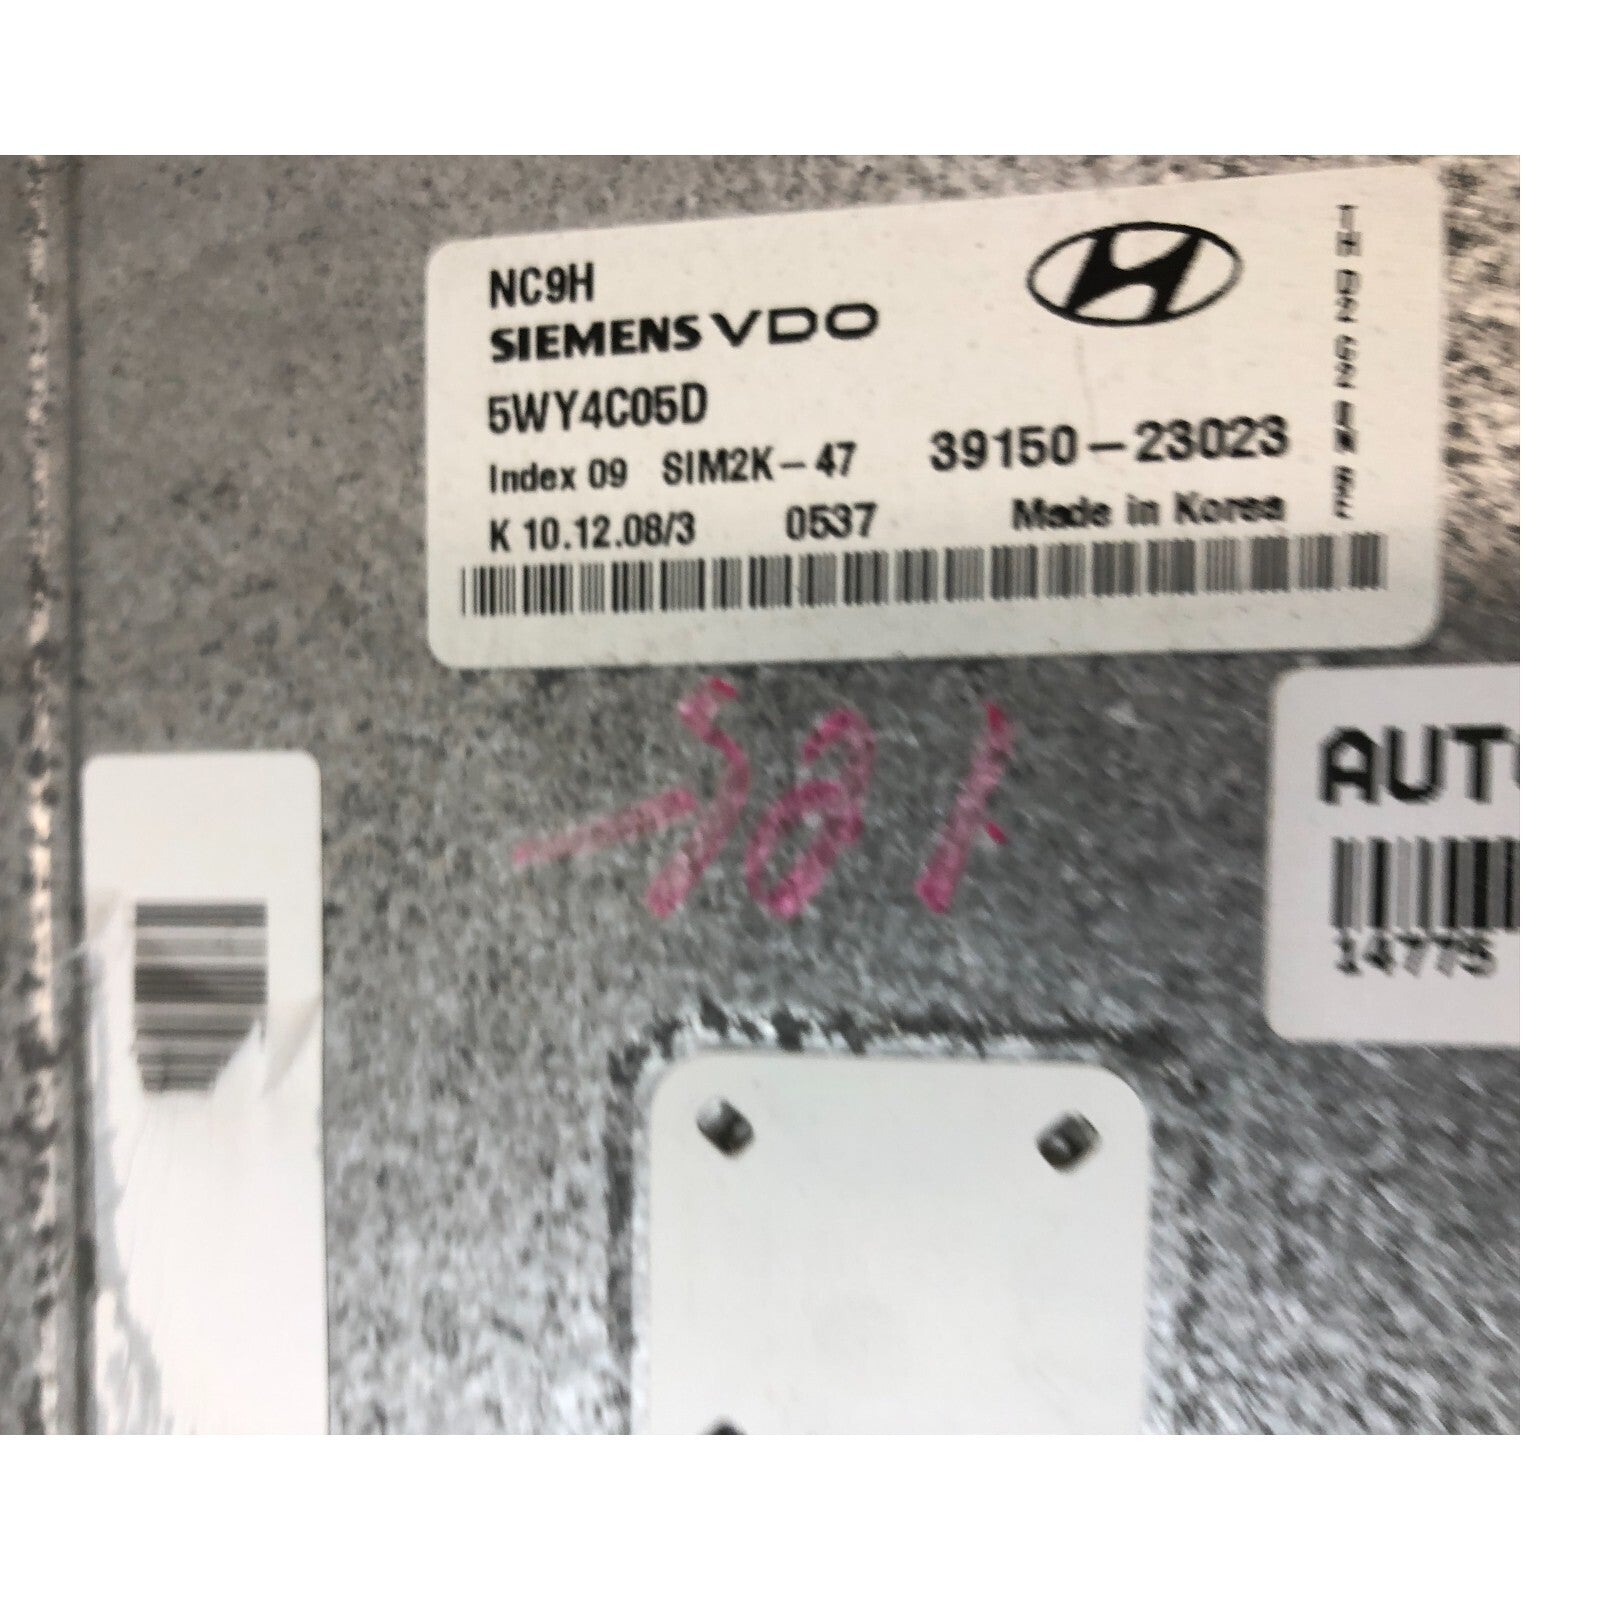 NC9H
SIEMENS VDO
5WY4C05D
Index 09 SIM2K-47 39150-23023
K 10.12.08/3 0537 Made in Korea
AUT
14775